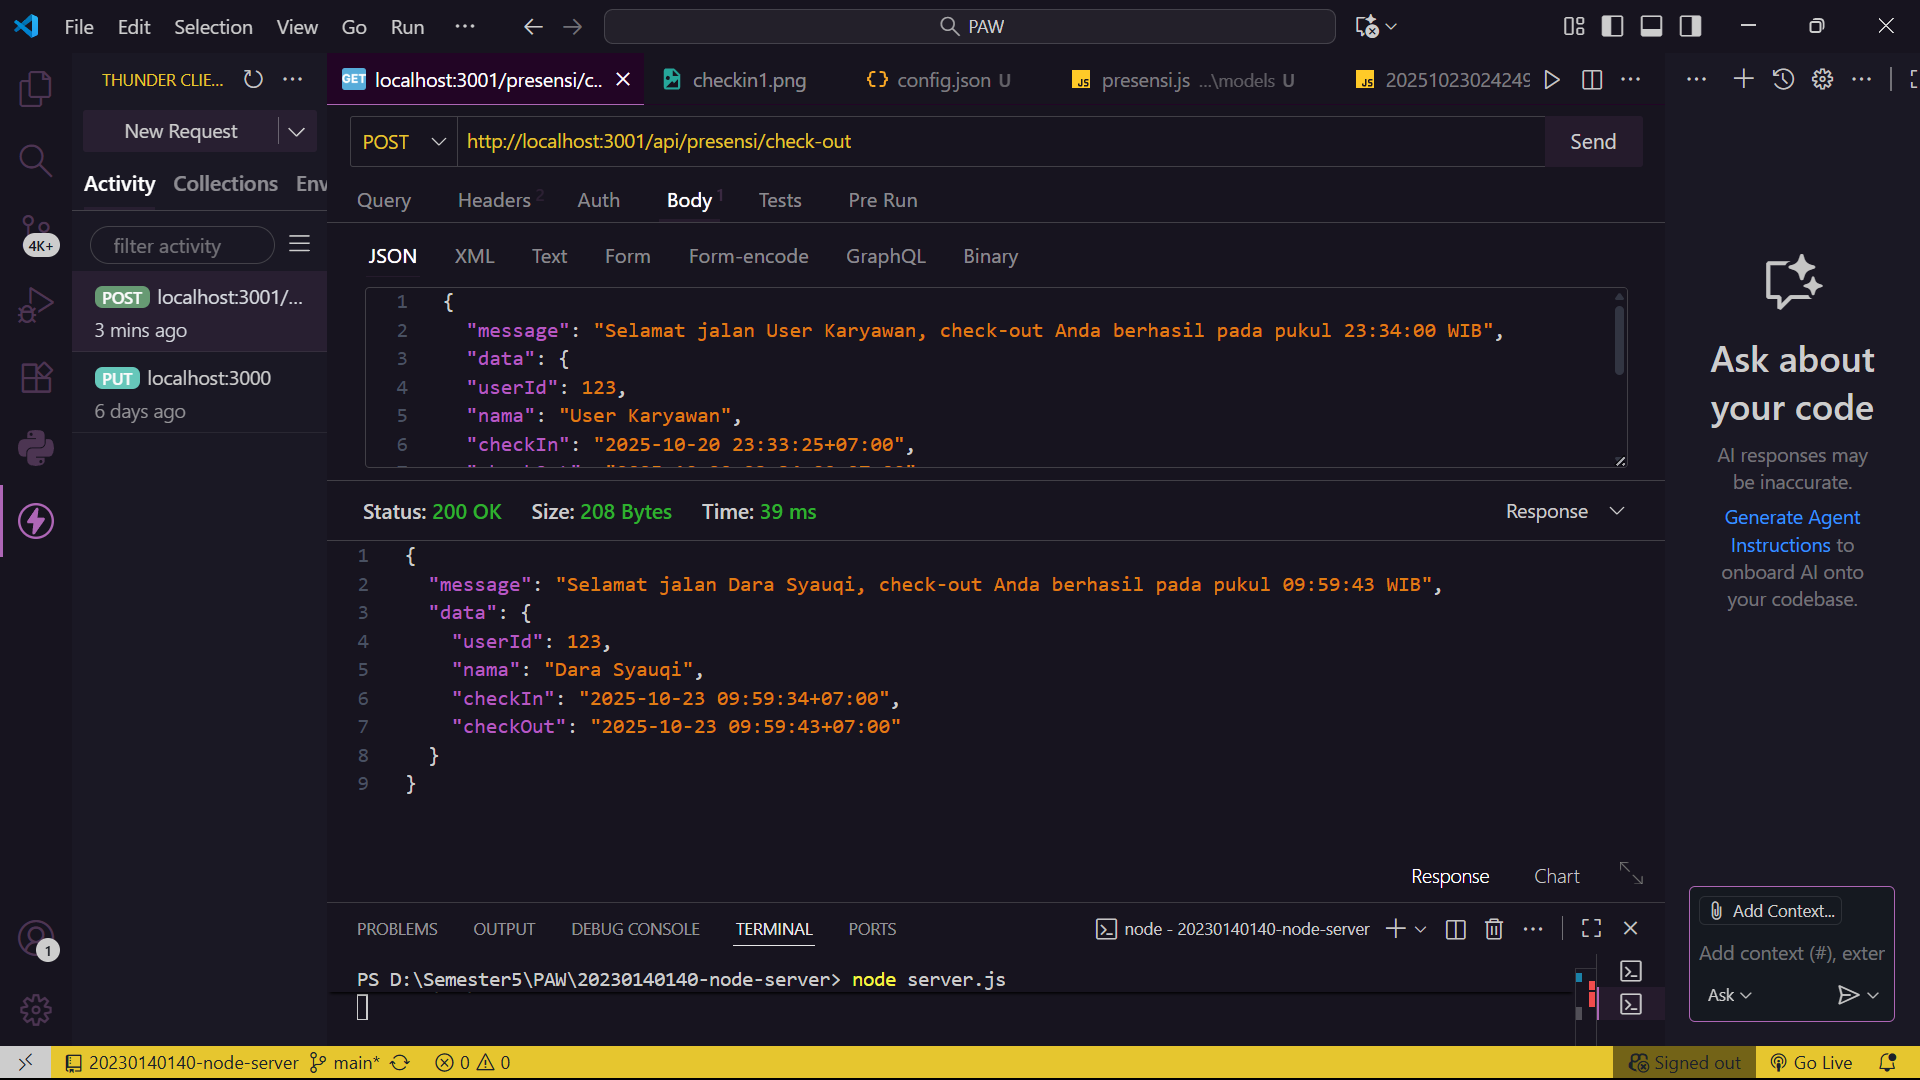 File Edit Selection View Go Run ··· PAW
THUNDER CLIE... ···
New Request
Activity Collections Env
filter activity
POST localhost:3001/...
3 mins ago
PUT localhost:3000
6 days ago
4K+
1
GET localhost:3001/presensi/c... checkin1.png {} config.json U JS presensi.js ...\models U JS 20251023024249
POST http://localhost:3001/api/presensi/check-out Send
Query Headers 2 Auth Body 1 Tests Pre Run
JSON XML Text Form Form-encode GraphQL Binary
1 {
2 "message": "Selamat jalan User Karyawan, check-out Anda berhasil pada pukul 23:34:00 WIB",
3 "data": {
4 "userId": 123,
5 "nama": "User Karyawan",
6 "checkIn": "2025-10-20 23:33:25+07:00",
Status: 200 OK Size: 208 Bytes Time: 39 ms Response
1 {
2 "message": "Selamat jalan Dara Syauqi, check-out Anda berhasil pada pukul 09:59:43 WIB",
3 "data": {
4 "userId": 123,
5 "nama": "Dara Syauqi",
6 "checkIn": "2025-10-23 09:59:34+07:00",
7 "checkOut": "2025-10-23 09:59:43+07:00"
8 }
9 }
Response Chart
PROBLEMS OUTPUT DEBUG CONSOLE TERMINAL PORTS node - 20230140140-node-server
PS D:\Semester5\PAW\20230140140-node-server> node server.js
Ask about
your code
AI responses may
be inaccurate.
Generate Agent
Instructions to
onboard AI onto
your codebase.
Add Context...
Add context (#), exter
Ask
20230140140-node-server main* 0 0 Signed out Go Live